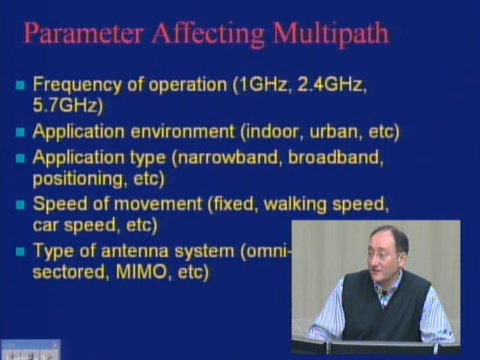 Parameter Affecting Multipath
Frequency of operation (1GHz, 2.4GHz,
5.7GHz)
Application environment (indoor, urban, etc)
Application type (narrowband, broadband,
positioning, etc)
Speed of movement (fixed, walking speed,
car speed, etc)
Type of antenna system (omni-
sectored, MIMO, etc)